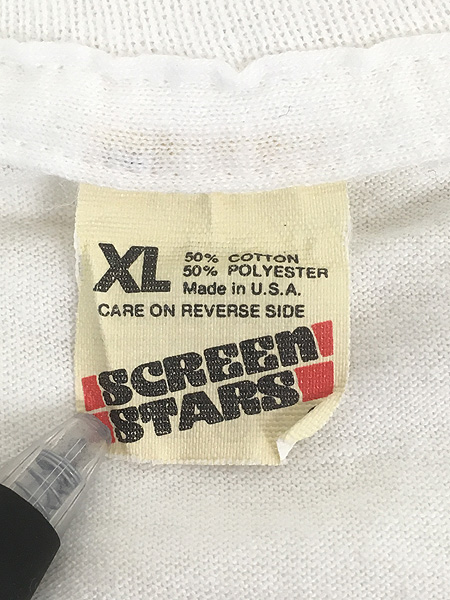 XL
50% COTTON
50% POLYESTER
Made in U.S.A.
CARE ON REVERSE SIDE
SCREEN
STARS